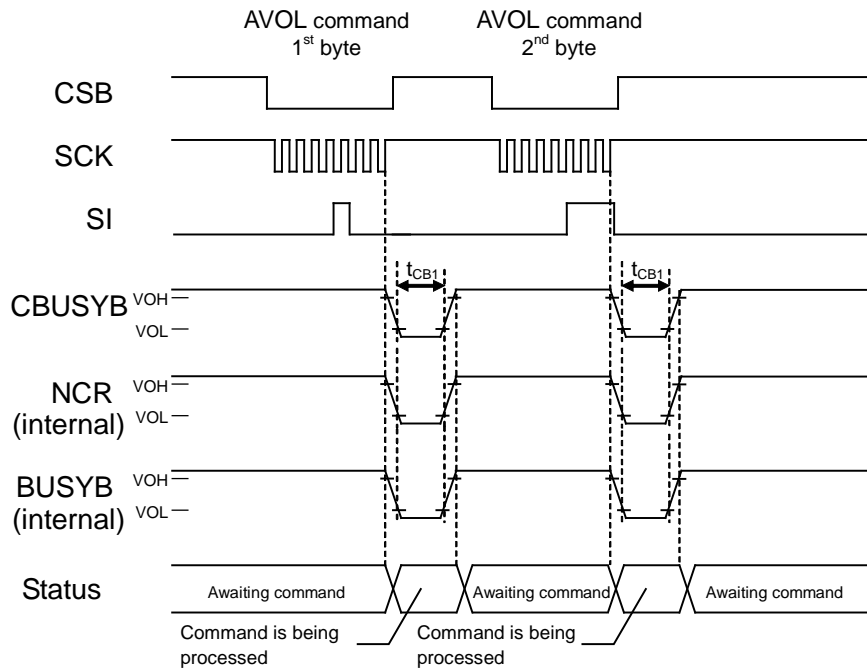 AVOL command
1st byte
AVOL command
2nd byte
CSB
SCK
SI
tCB1
tCB1
CBUSYB
VOH
VOL
NCR
(internal)
VOH
VOL
BUSYB
(internal)
VOH
VOL
Status
Awaiting command
Awaiting command
Awaiting command
Command is being
processed
Command is being
processed